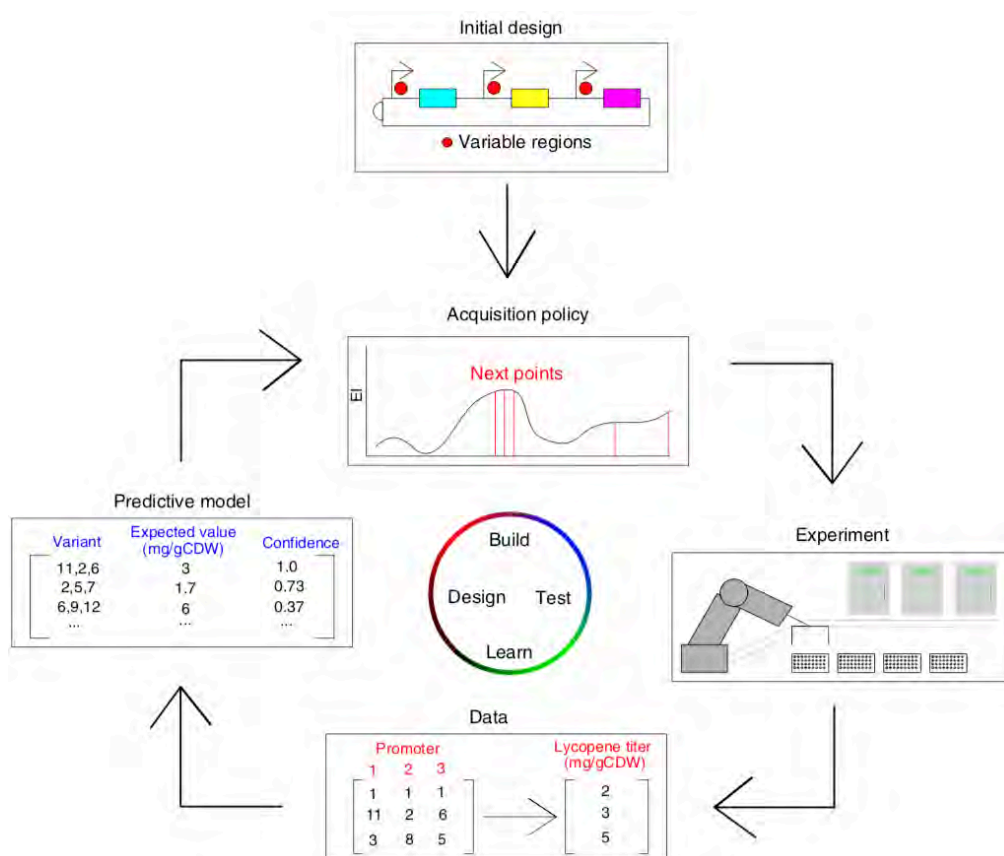 Initial design
Variable regions
Acquisition policy
Next points
EI
Predictive model
Variant Expected value (mg/gCDW) Confidence
11,2,6 3 1.0
2,5,7 1.7 0.73
6,9,12 6 0.37
... ... ...
Build
Design Test
Learn
Experiment
Data
Promoter
1 2 3
1 1 1
11 2 6
3 8 5
Lycopene titer
(mg/gCDW)
2
3
5